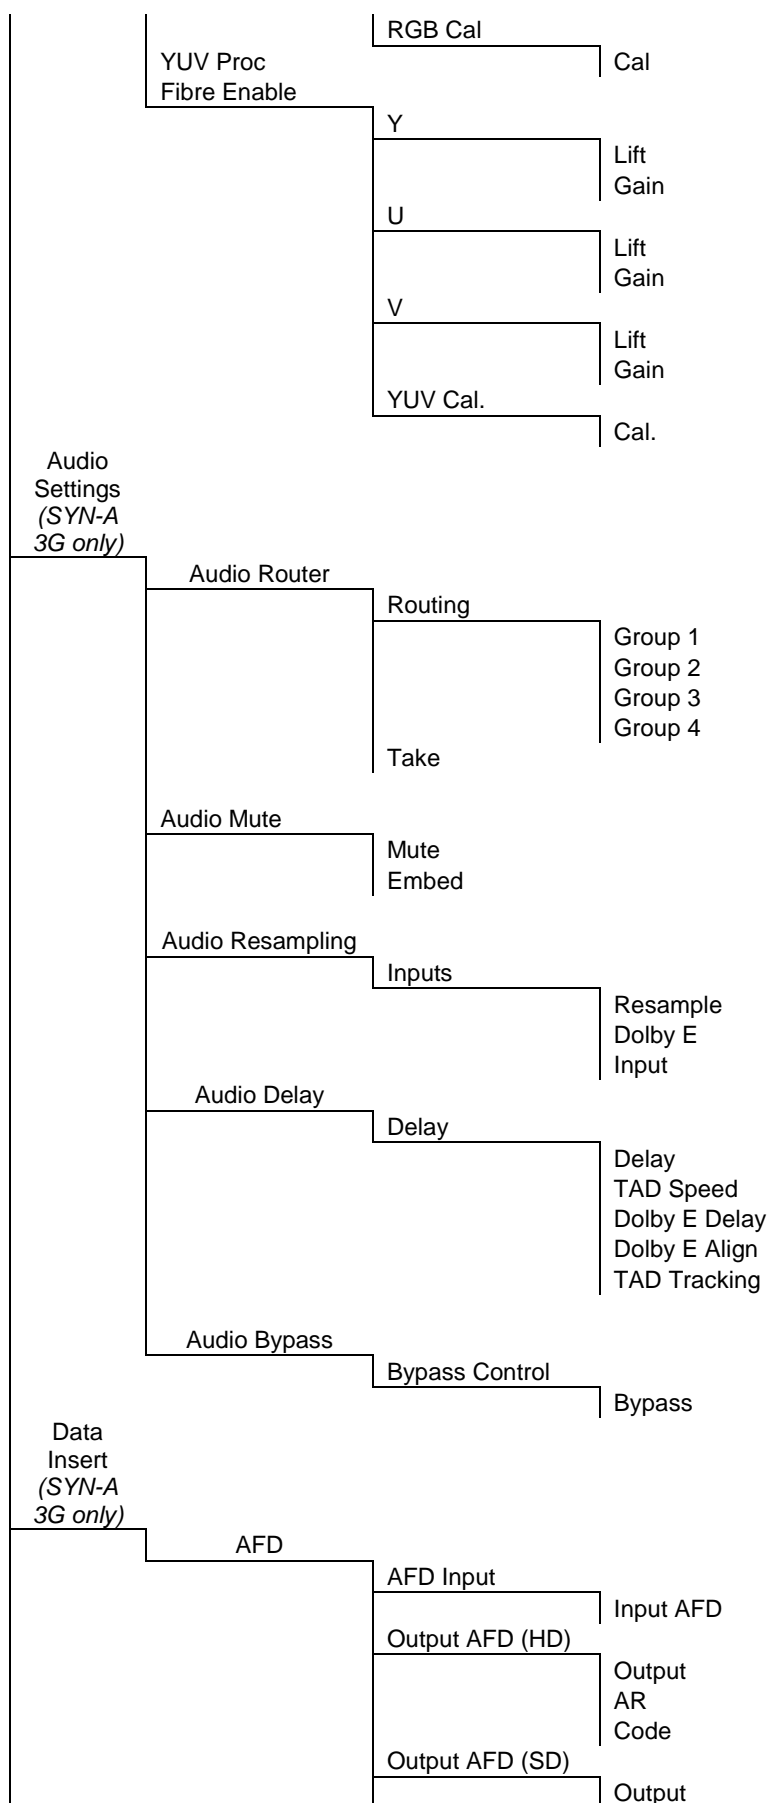 RGB Cal
Cal
YUV Proc
Fibre Enable
Y
Lift
Gain
U
Lift
Gain
V
Lift
Gain
YUV Cal.
Cal.
Audio
Settings
(SYN-A
3G only)
Audio Router
Routing
Group 1
Group 2
Group 3
Group 4
Take
Audio Mute
Mute
Embed
Audio Resampling
Inputs
Resample
Dolby E
Input
Audio Delay
Delay
Delay
TAD Speed
Dolby E Delay
Dolby E Align
TAD Tracking
Audio Bypass
Bypass Control
Bypass
Data
Insert
(SYN-A
3G only)
AFD
AFD Input
Input AFD
Output AFD (HD)
Output
AR
Code
Output AFD (SD)
Output